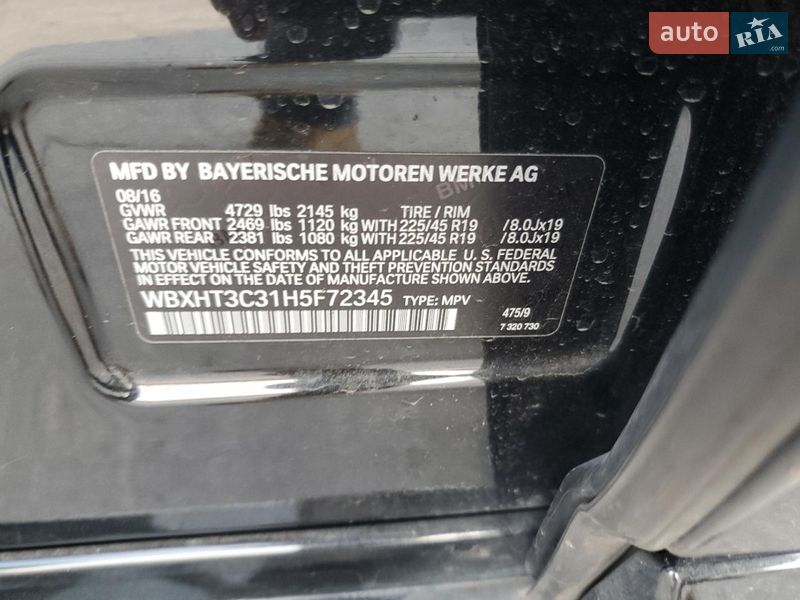 auto RIA .com
MFD BY BAYERISCHE MOTOREN WERKE AG
08/16
GVWR 4729 lbs 2145 kg TIRE / RIM
GAWR FRONT 2469 lbs 1120 kg WITH 225/45 R19 /8.0Jx19
GAWR REAR 2381 lbs 1080 kg WITH 225/45 R19 /8.0Jx19
THIS VEHICLE CONFORMS TO ALL APPLICABLE U. S. FEDERAL
MOTOR VEHICLE SAFETY AND THEFT PREVENTION STANDARDS
IN EFFECT ON THE DATE OF MANUFACTURE SHOWN ABOVE.
WBXHT3C31H5F72345 TYPE: MPV
475/9
7 320 730